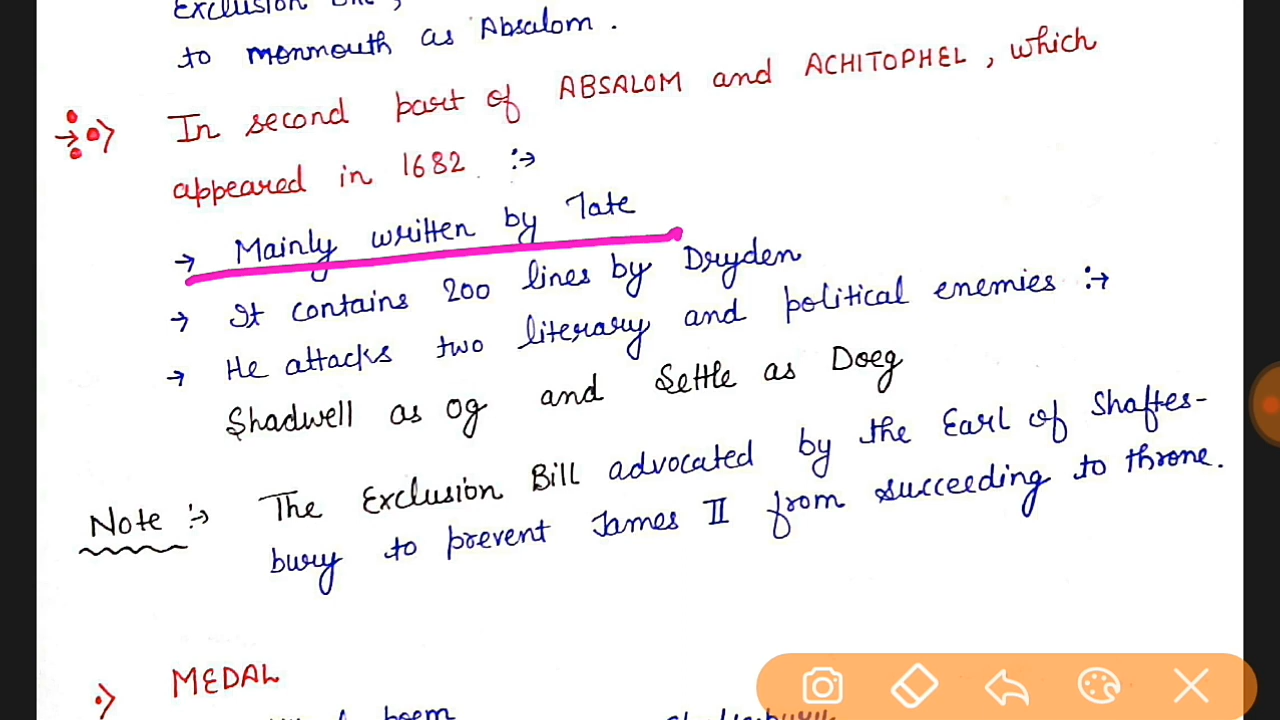 Exclusion
to monmouth as Absalom.
In second part of ABSALOM and ACHITOPHEL, which
appeared in 1682 :→
→ Mainly written by Tate
→ It contains 200 lines by Dryden
→ He attacks two literary and political enemies :→
Shadwell as og and Settle as Doeg
Note :→ The Exclusion Bill advocated by the Earl of Shaftes-
bury to prevent James II from succeeding to throne.
MEDAL
poem